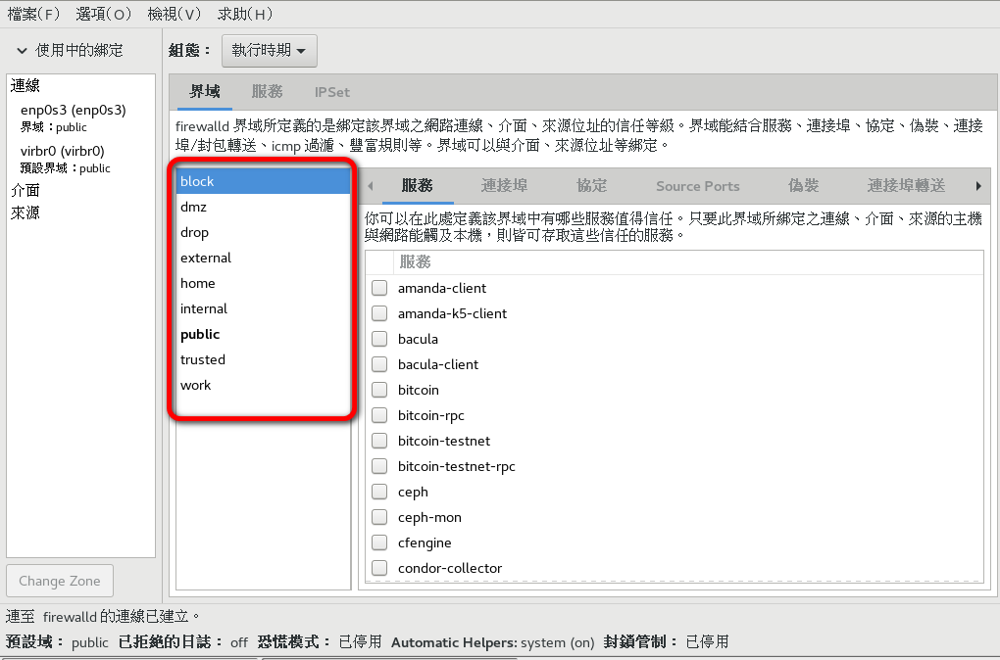 檔案(F) 選項(O) 檢視(V) 求助(H)
使用中的綁定
組態： 執行時期
連線
enp0s3 (enp0s3)
界域：public
virbr0 (virbr0)
預設界域：public
介面
來源
Change Zone
界域 服務 IPSet
firewalld 界域所定義的是綁定該界域之網路連線、介面、來源位址的信任等級。界域能結合服務、連接埠、協定、偽裝、連接
埠/封包轉送、icmp 過濾、豐富規則等。界域可以與介面、來源位址等綁定。
block
dmz
drop
external
home
internal
public
trusted
work
服務 連接埠 協定 Source Ports 偽裝 連接埠轉送
你可以在此處定義該界域中有哪些服務值得信任。只要此界域所綁定之連線、介面、來源的主機
與網路能觸及本機，則皆可存取這些信任的服務。
服務
amanda-client
amanda-k5-client
bacula
bacula-client
bitcoin
bitcoin-rpc
bitcoin-testnet
bitcoin-testnet-rpc
ceph
ceph-mon
cfengine
condor-collector
連至 firewalld 的連線已建立。
預設域： public 已拒絕的日誌： off 恐慌模式： 已停用 Automatic Helpers: system (on) 封鎖管制： 已停用